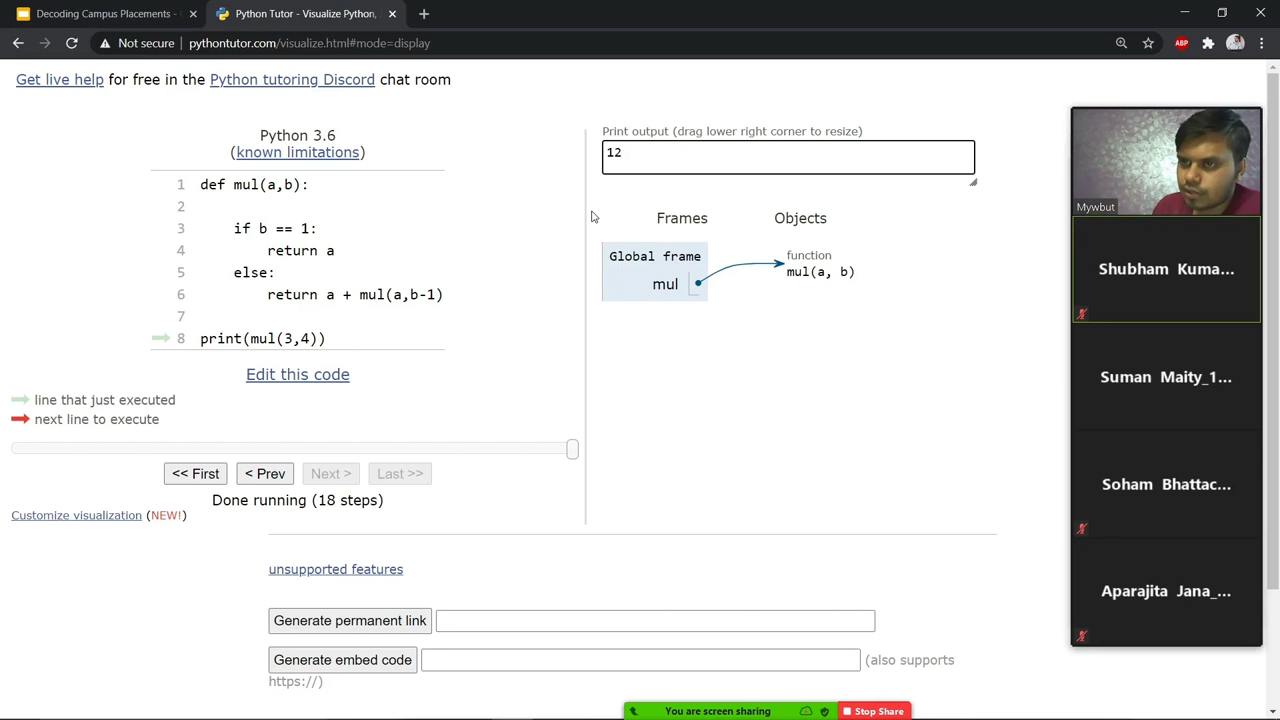 Decoding Campus Placements -
Python Tutor - Visualize Python,
Not secure
pythontutor.com/visualize.html#mode=display
ABP
Get live help for free in the Python tutoring Discord chat room
Python 3.6
(known limitations)
1 def mul(a,b):
2
3 if b == 1:
4 return a
5 else:
6 return a + mul(a,b-1)
7
8 print(mul(3,4))
Edit this code
line that just executed
next line to execute
<< First
< Prev
Next >
Last >>
Done running (18 steps)
Customize visualization (NEW!)
Print output (drag lower right corner to resize)
12
Frames
Objects
Global frame
mul
function
mul(a, b)
unsupported features
Generate permanent link
Generate embed code
(also supports
https://)
Mywbut
Shubham Kuma...
Suman Maity_1...
Soham Bhattac...
Aparajita Jana_...
You are screen sharing
Stop Share